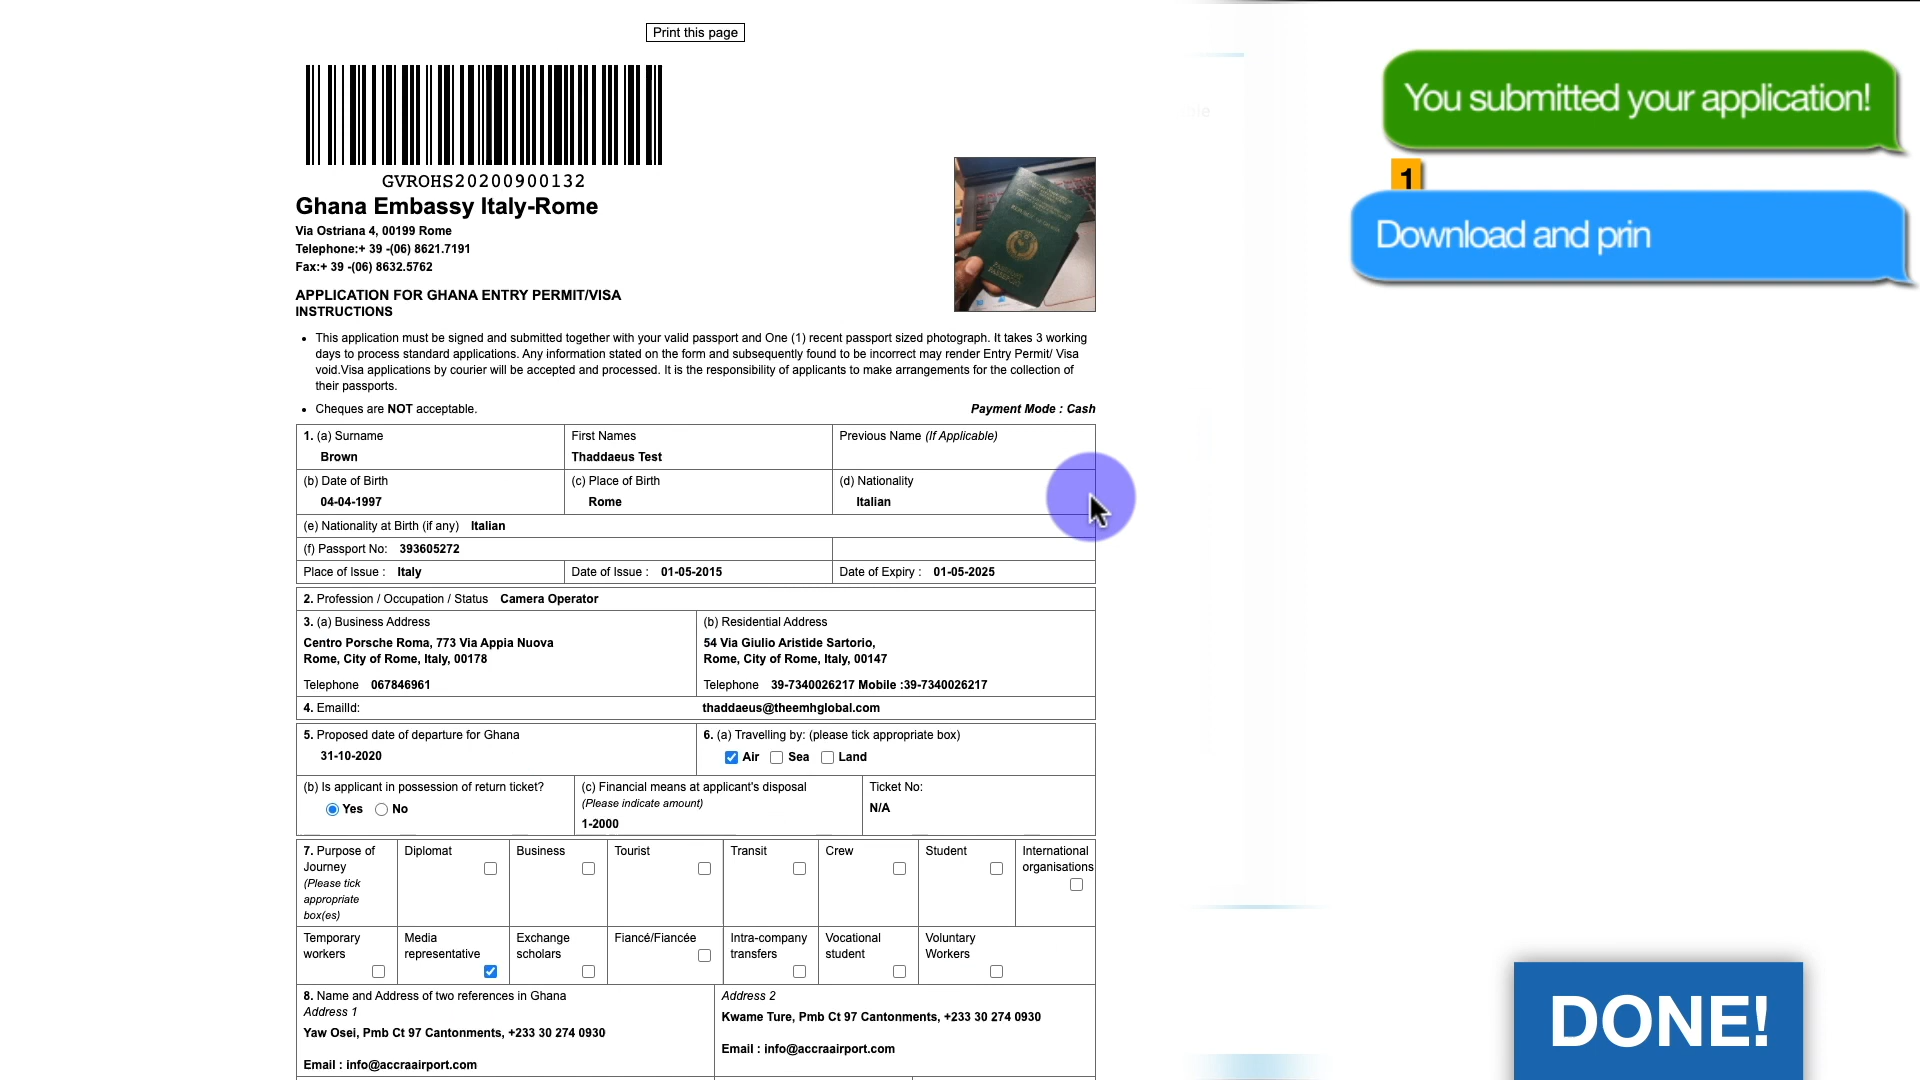 Print this page
GVROHS20200900132
Ghana Embassy Italy-Rome
Via Ostriana 4, 00199 Rome
Telephone:+ 39 -(06) 8621.7191
Fax:+ 39 -(06) 8632.5762
APPLICATION FOR GHANA ENTRY PERMIT/VISA
INSTRUCTIONS
• This application must be signed and submitted together with your valid passport and One (1) recent passport sized photograph. It takes 3 working
days to process standard applications. Any information stated on the form and subsequently found to be incorrect may render Entry Permit/ Visa
void.Visa applications by courier will be accepted and processed. It is the responsibility of applicants to make arrangements for the collection of
their passports.
• Cheques are NOT acceptable. Payment Mode : Cash
1. (a) Surname First Names Previous Name (If Applicable)
Brown Thaddaeus Test
(b) Date of Birth (c) Place of Birth (d) Nationality
04-04-1997 Rome Italian
(e) Nationality at Birth (if any) Italian
(f) Passport No: 393605272
Place of Issue : Italy Date of Issue : 01-05-2015 Date of Expiry : 01-05-2025
2. Profession / Occupation / Status Camera Operator
3. (a) Business Address
Centro Porsche Roma, 773 Via Appia Nuova
Rome, City of Rome, Italy, 00178
Telephone 067846961
(b) Residential Address
54 Via Giulio Aristide Sartorio,
Rome, City of Rome, Italy, 00147
Telephone 39-7340026217 Mobile :39-7340026217
4. EmailId: thaddaeus@theemhglobal.com
5. Proposed date of departure for Ghana
31-10-2020
6. (a) Travelling by: (please tick appropriate box)
Air Sea Land
(b) Is applicant in possession of return ticket?
Yes No
(c) Financial means at applicant's disposal
(Please indicate amount)
1-2000
Ticket No:
N/A
7. Purpose of
Journey
(Please tick
appropriate
box(es)
Diplomat
Business
Tourist
Transit
Crew
Student
International
organisations
Temporary
workers
Media
representative
Exchange
scholars
Fiancé/Fiancée
Intra-company
transfers
Vocational
student
Voluntary
Workers
8. Name and Address of two references in Ghana
Address 1
Yaw Osei, Pmb Ct 97 Cantonments, +233 30 274 0930
Email : info@accraairport.com
Address 2
Kwame Ture, Pmb Ct 97 Cantonments, +233 30 274 0930
Email : info@accraairport.com
You submitted your application!
1
Download and prin
DONE!